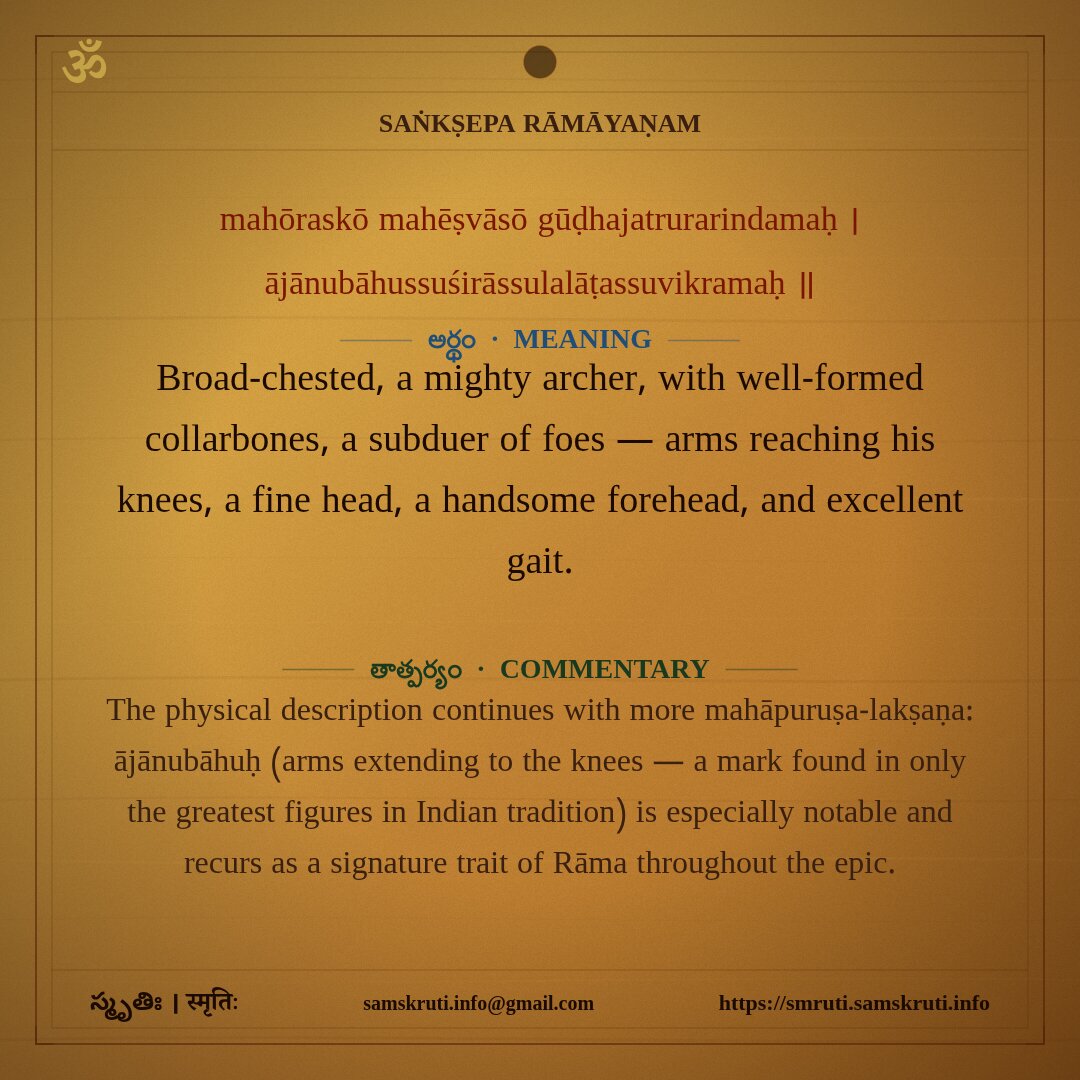 ॐ
SAṄKṢEPA RĀMĀYAṆAM
mahōraskō mahēṣvāsō gūḍhajatrurarindamaḥ |
ājānubāhussuśirāssulalāṭassuvikramaḥ ||
అర్థం · MEANING
Broad-chested, a mighty archer, with well-formed
collarbones, a subduer of foes — arms reaching his
knees, a fine head, a handsome forehead, and excellent
gait.
తాత్పర్యం · COMMENTARY
The physical description continues with more mahāpuruṣa-lakṣaṇa:
ājānubāhuḥ (arms extending to the knees — a mark found in only
the greatest figures in Indian tradition) is especially notable and
recurs as a signature trait of Rāma throughout the epic.
స్మృతిః | स्मृतिः samskruti.info@gmail.com https://smruti.samskruti.info